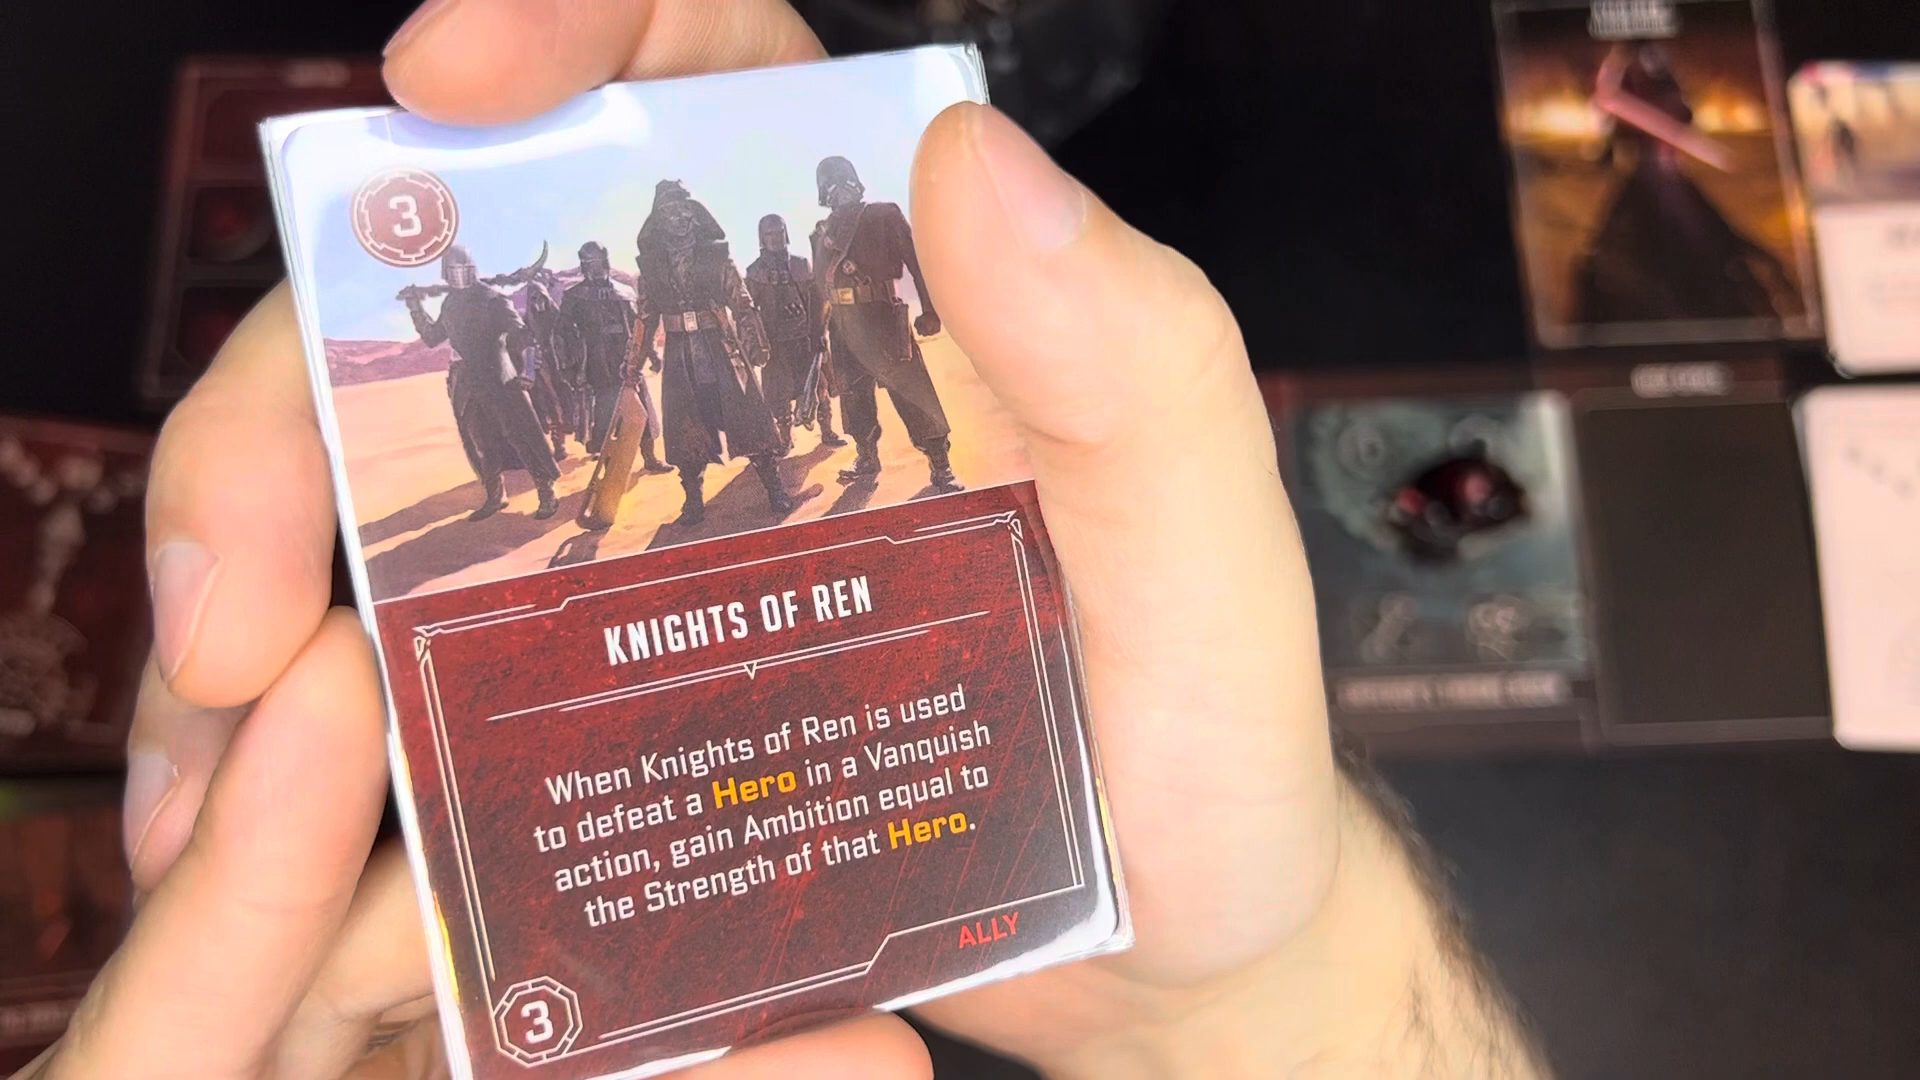 3
KNIGHTS OF REN
When Knights of Ren is used
to defeat a Hero in a Vanquish
action, gain Ambition equal to
the Strength of that Hero.
ALLY
3